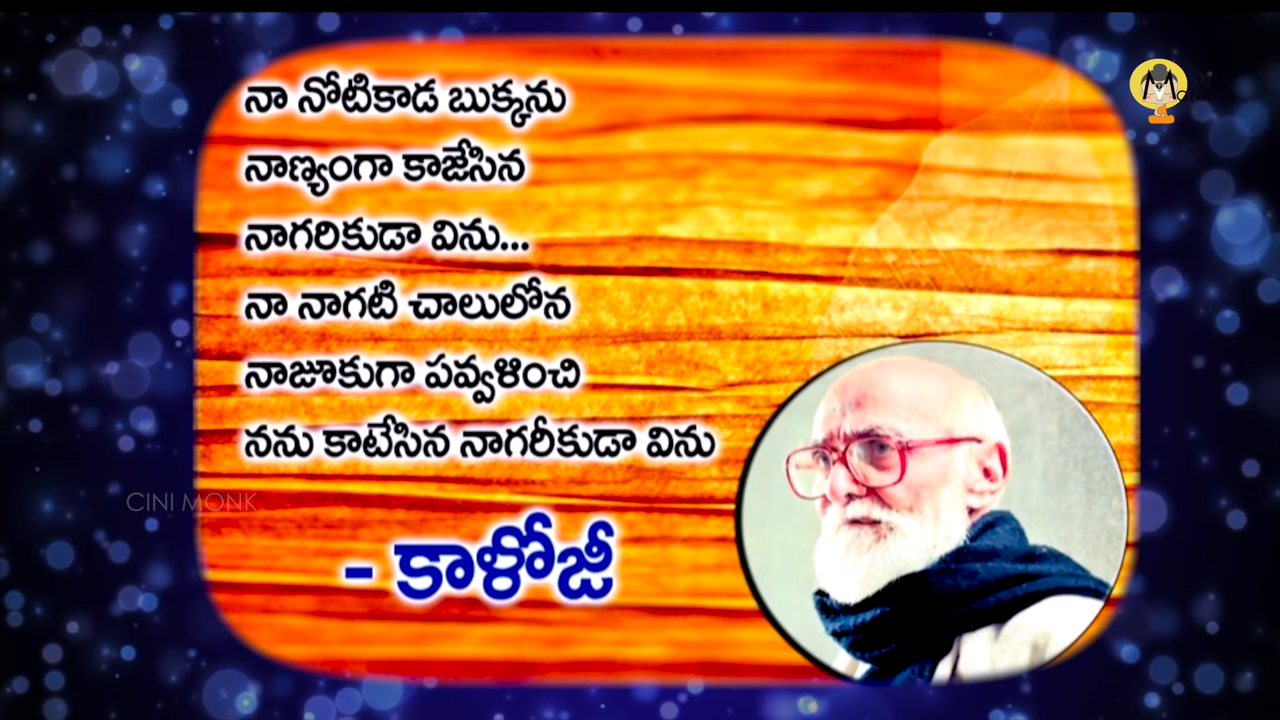 నా నోటికాడ బుక్కను
నాణ్యంగా కాజేసిన
నాగరికుడా విను...
నా నాగటి చాలులోన
నాజూకుగా పవ్వళించి
నను కాటేసిన నాగరీకుడా విను
- కాళోజీ
CINI MONK